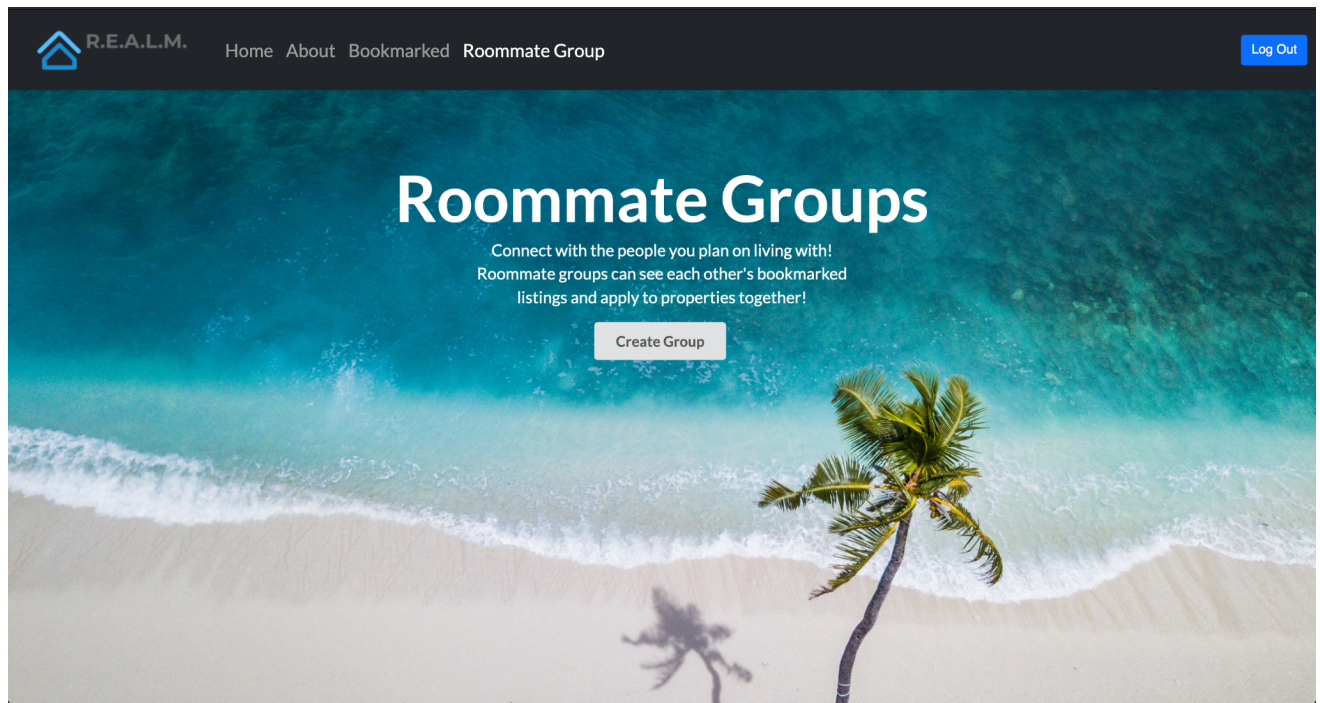 R.E.A.L.M.
Home About Bookmarked Roommate Group
Log Out
Roommate Groups
Connect with the people you plan on living with!
Roommate groups can see each other's bookmarked
listings and apply to properties together!
Create Group